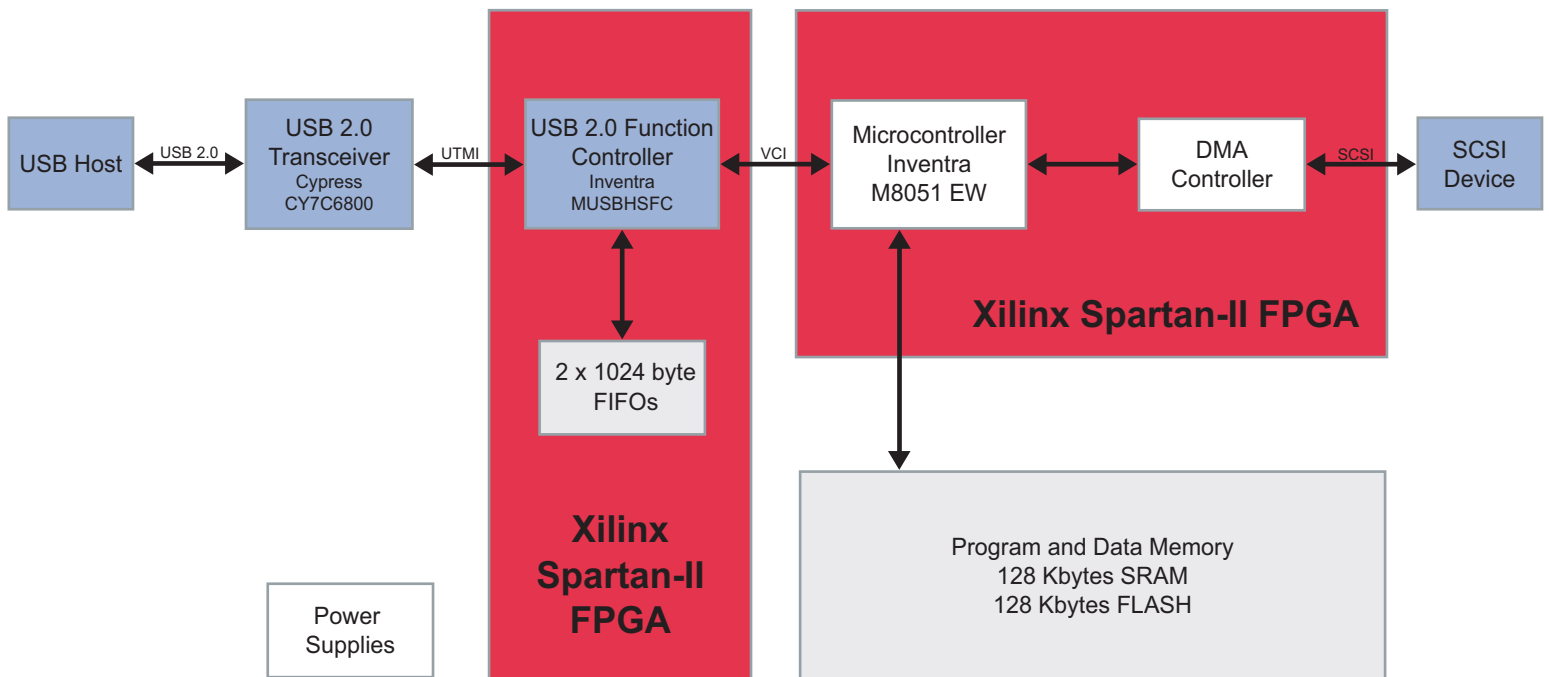 USB Host
USB 2.0
USB 2.0
Transceiver
Cypress
CY7C6800
UTMI
USB 2.0 Function
Controller
Inventra
MUSBHSFC
VCI
Microcontroller
Inventra
M8051 EW
DMA
Controller
SCSI
SCSI
Device
Xilinx Spartan-II FPGA
2 x 1024 byte
FIFOs
Xilinx
Spartan-II
FPGA
Program and Data Memory
128 Kbytes SRAM
128 Kbytes FLASH
Power
Supplies